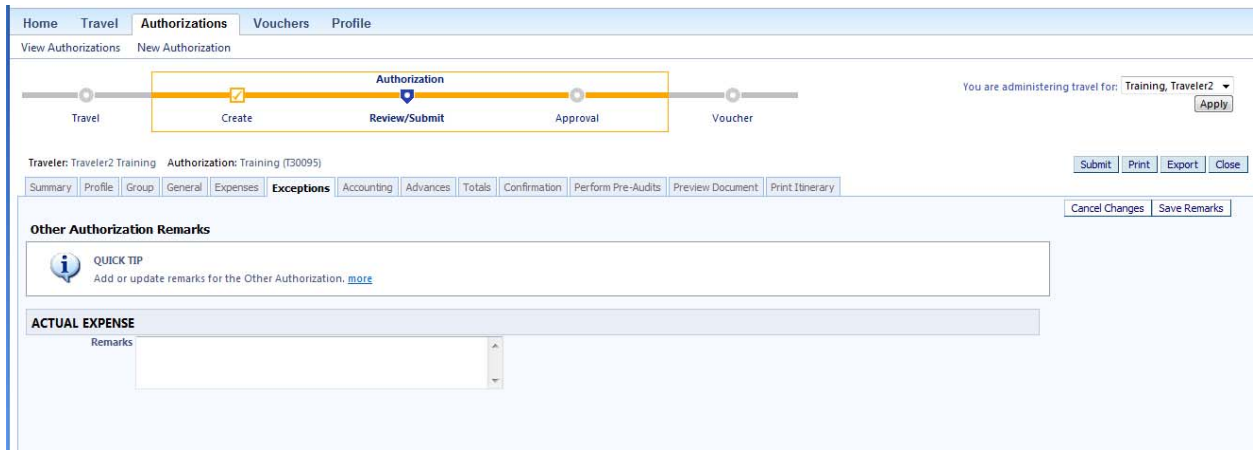 Home Travel Authorizations Vouchers Profile
View Authorizations New Authorization
Authorization
Travel Create Review/Submit Approval Voucher
You are administering travel for: Training, Traveler2
Apply
Traveler: Traveler2 Training Authorization: Training (T30095)
Submit Print Export Close
Summary Profile Group General Expenses Exceptions Accounting Advances Totals Confirmation Perform Pre-Audits Preview Document Print Itinerary
Cancel Changes Save Remarks
Other Authorization Remarks
QUICK TIP
Add or update remarks for the Other Authorization. more
ACTUAL EXPENSE
Remarks